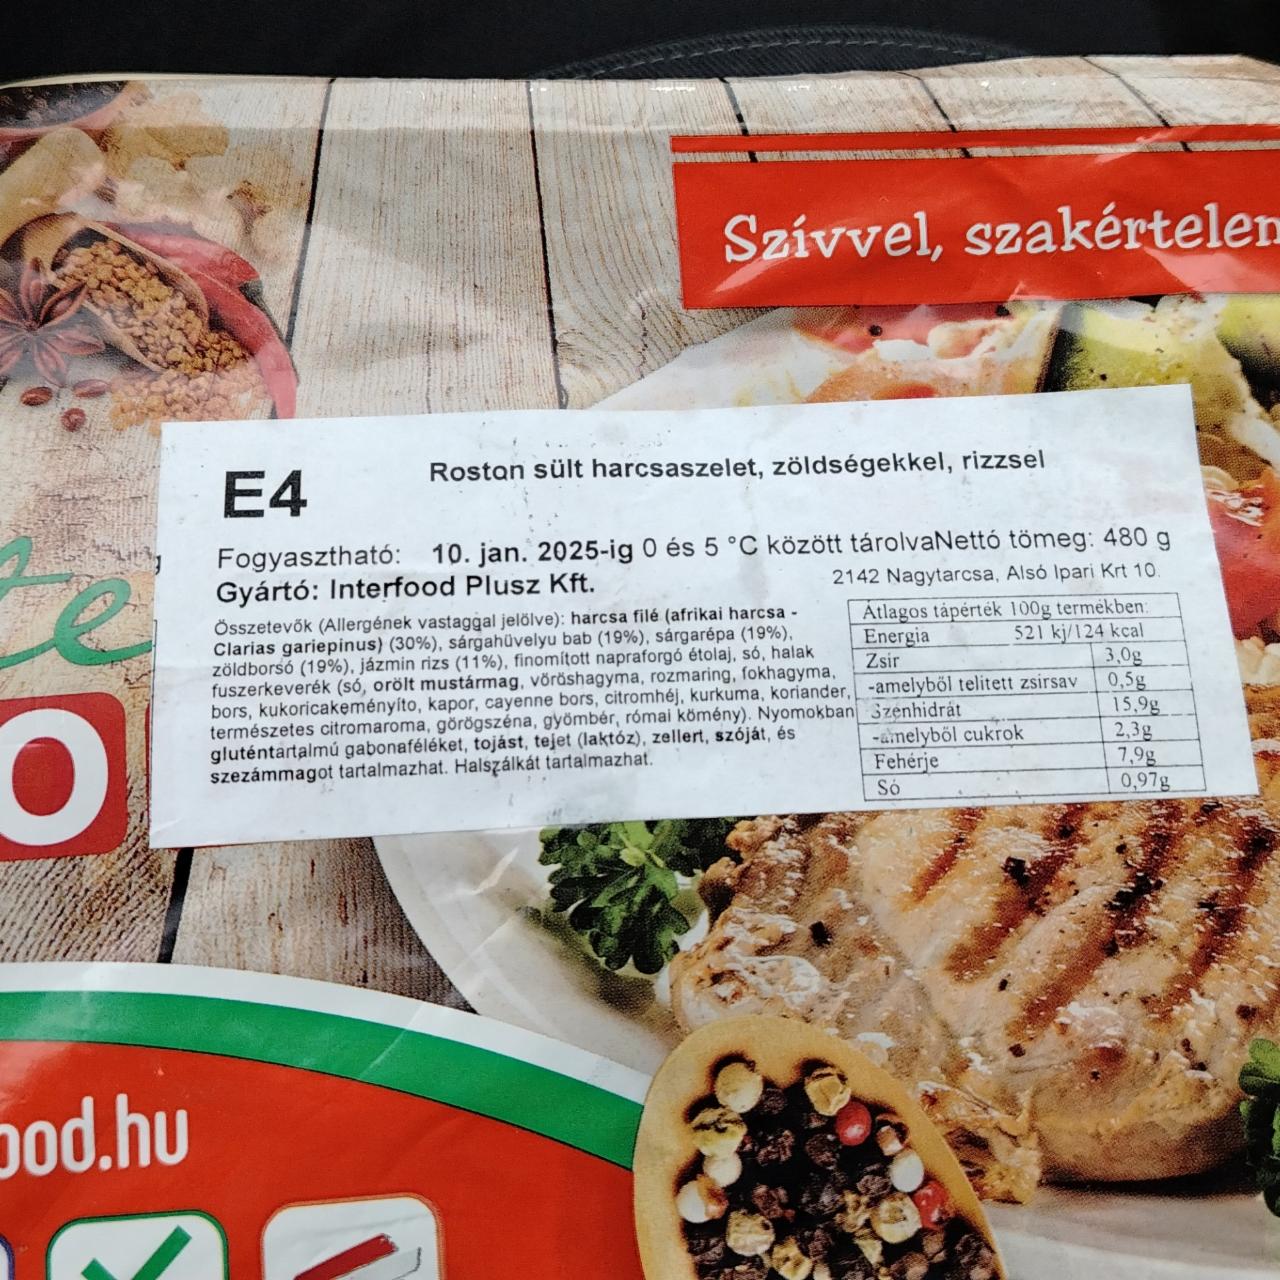 Szívvel, szakértelem
E4
Rostan sült harcsaszelet, zöldségekkel, rizzsel
Fogyasztható: 10. jan. 2025-ig 0 és 5 °C között tárolvaNettó tömeg: 480 g
Gyártó: Interfood Plusz Kft.
2142 Nagytarcsa, Alsó Ipari Krt 10.
Összetevők (Allergének vastaggal jelölve): harcsa filé (afrikai harcsa -
Clarias gariepinus) (30%), sárgahüvelyu bab (19%), sárgarépa (19%),
zöldborsó (19%), jázmin rizs (11%), finomított napraforgó étolaj, só, halak
fuszerkeverék (só, orölt mustármag, vöröshagyma, rozmaring, fokhagyma,
bors, kukoricakeményíto, kapor, cayenne bors, citromhéj, kurkuma, koriander,
természetes citromaroma, görögszéna, gyömbér, római kömény). Nyomokban
gluténtartalmú gabonaféléket, tojást, tejet (laktóz), zellert, szóját, és
szezámmagot tartalmazhat. Halszálkát tartalmazhat.
Átlagos tápérték 100g termékben:
Energia 521 kj/124 kcal
Zsír 3,0g
-amelyből telített zsírsav 0,5g
Szénhidrát 15,9g
-amelyből cukrok 2,3g
Fehérje 7,9g
Só 0,97g
te
o
ood.hu